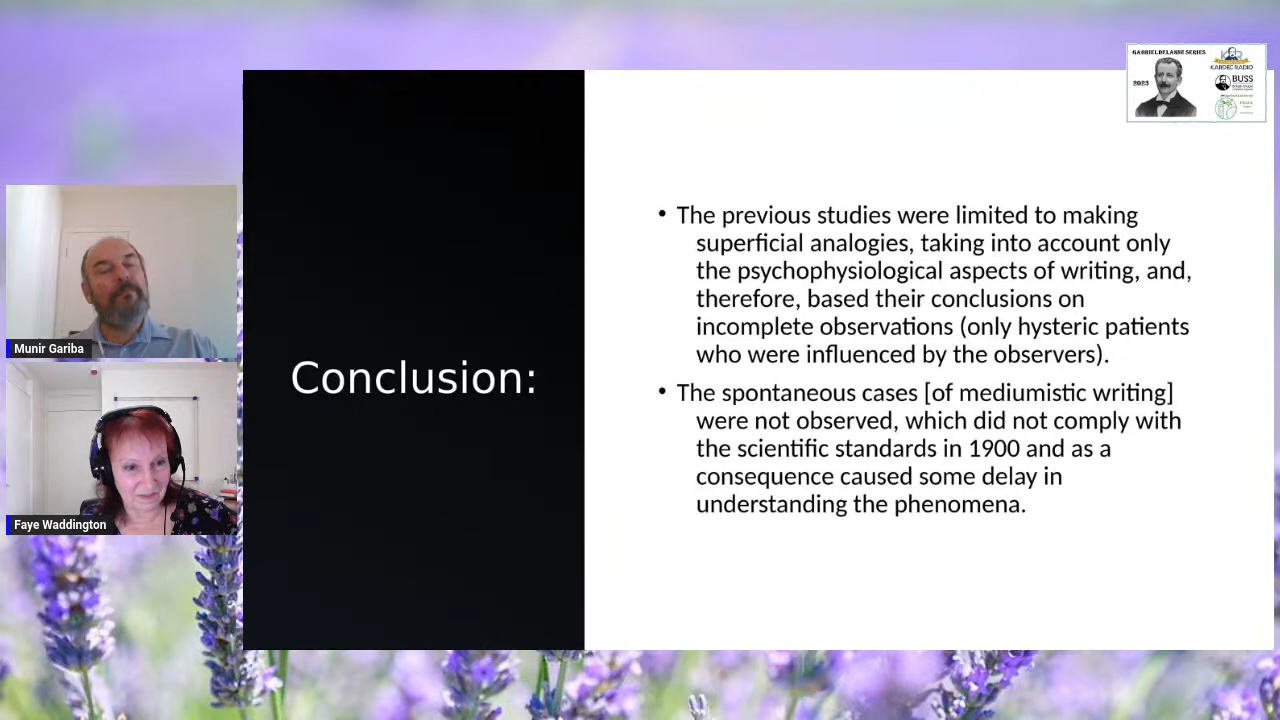 GABRIEL DELANNE SERIES
2023
KARDEC RADIO
BUSS
Munir Gariba
Faye Waddington
Conclusion:
• The previous studies were limited to making
superficial analogies, taking into account only
the psychophysiological aspects of writing, and,
therefore, based their conclusions on
incomplete observations (only hysteric patients
who were influenced by the observers).
• The spontaneous cases [of mediumistic writing]
were not observed, which did not comply with
the scientific standards in 1900 and as a
consequence caused some delay in
understanding the phenomena.